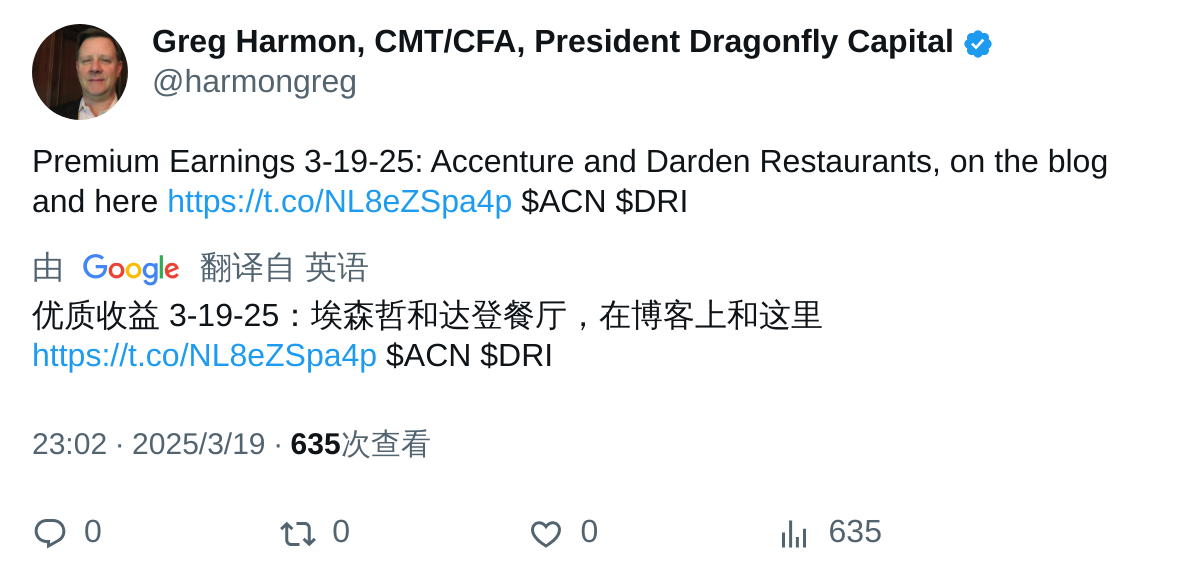 Greg Harmon, CMT/CFA, President Dragonfly Capital
@harmongreg
Premium Earnings 3-19-25: Accenture and Darden Restaurants, on the blog
and here https://t.co/NL8eZSpa4p $ACN $DRI
由 Google 翻译自 英语
优质收益 3-19-25：埃森哲和达登餐厅，在博客上和这里
https://t.co/NL8eZSpa4p $ACN $DRI
23:02 · 2025/3/19 · 635次查看
0 0 0 635